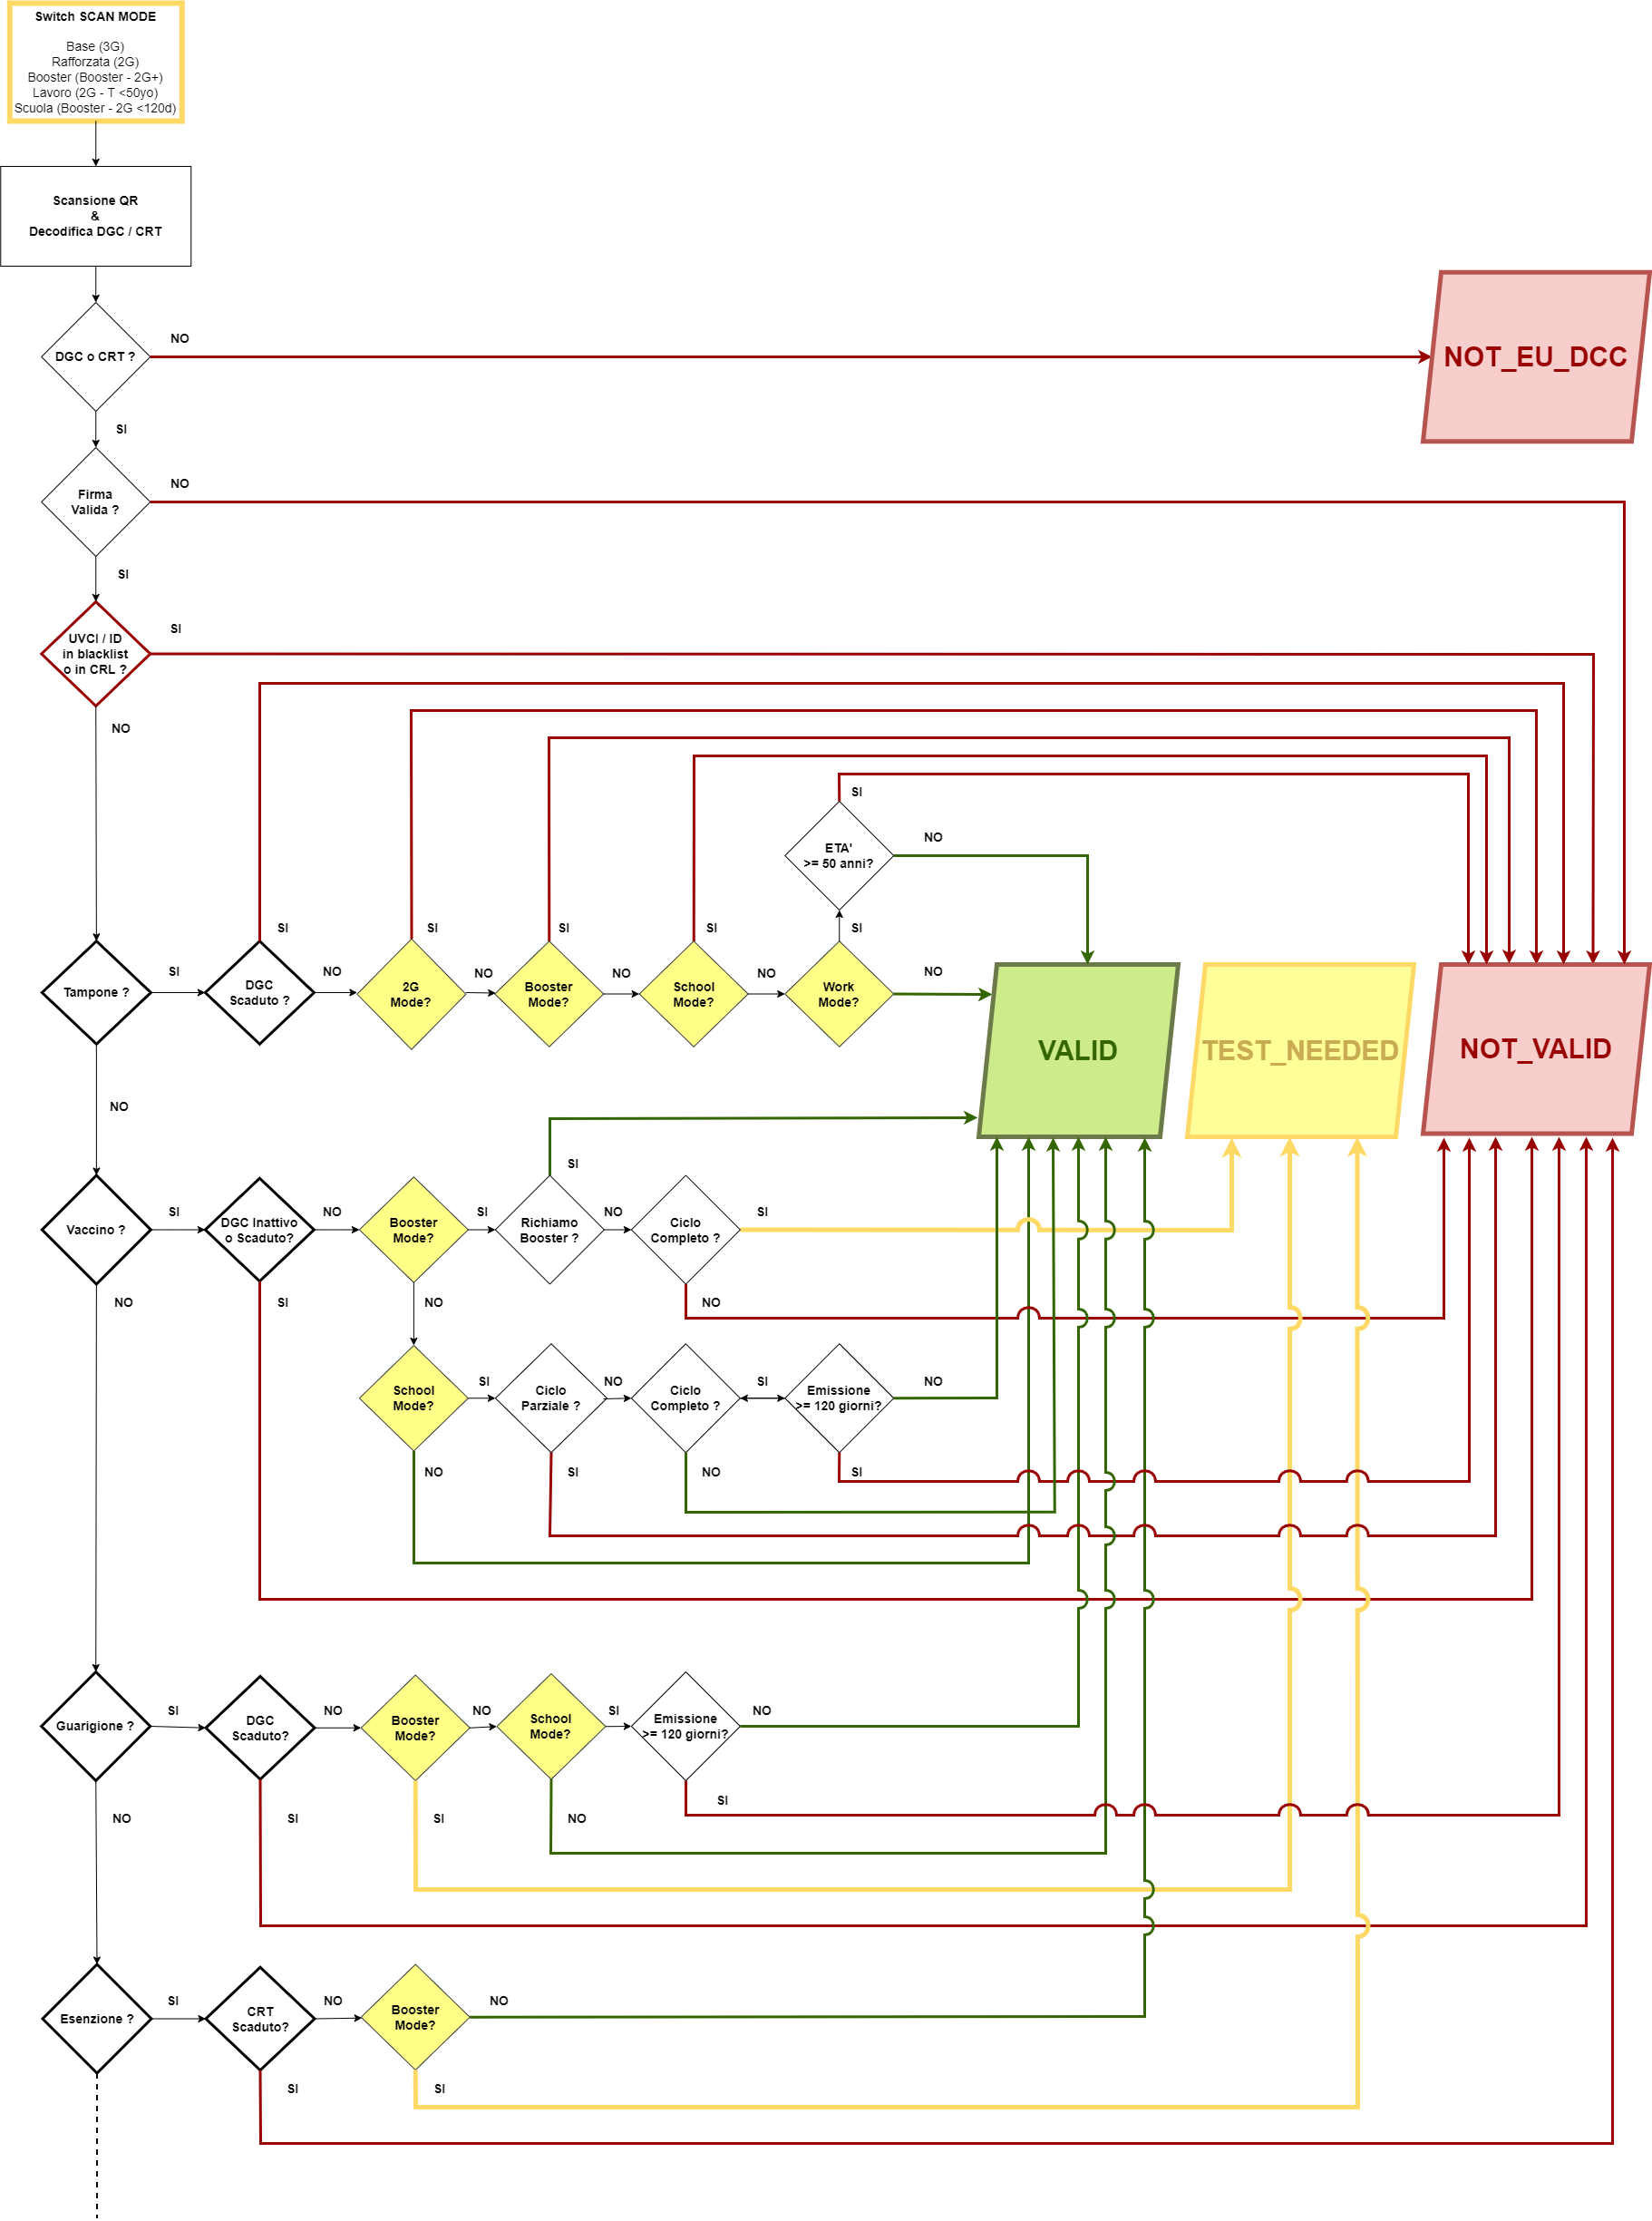 Switch SCAN MODE
Base (3G)
Rafforzata (2G)
Booster (Booster - 2G+)
Lavoro (2G - T <50yo)
Scuola (Booster - 2G <120d)
Scansione QR
&
Decodifica DGC / CRT
DGC o CRT ?
NO
NOT_EU_DCC
SI
Firma
Valida ?
NO
SI
UVCI / ID
in blacklist
o in CRL ?
SI
NO
ETA'
>= 50 anni?
SI
NO
Tampone ?
SI
DGC
Scaduto ?
SI
NO
2G
Mode?
SI
NO
Booster
Mode?
SI
NO
School
Mode?
SI
NO
Work
Mode?
SI
NO
VALID
TEST_NEEDED
NOT_VALID
NO
Vaccino ?
SI
DGC Inattivo
o Scaduto?
NO
Booster
Mode?
SI
Richiamo
Booster ?
SI
NO
Ciclo
Completo ?
SI
NO
SI
NO
NO
School
Mode?
SI
Ciclo
Parziale ?
NO
Ciclo
Completo ?
SI
Emissione
>= 120 giorni?
NO
NO
SI
NO
SI
Guarigione ?
SI
DGC
Scaduto?
NO
Booster
Mode?
NO
School
Mode?
SI
Emissione
>= 120 giorni?
NO
SI
NO
SI
SI
NO
Esenzione ?
SI
CRT
Scaduto?
NO
Booster
Mode?
NO
SI
SI